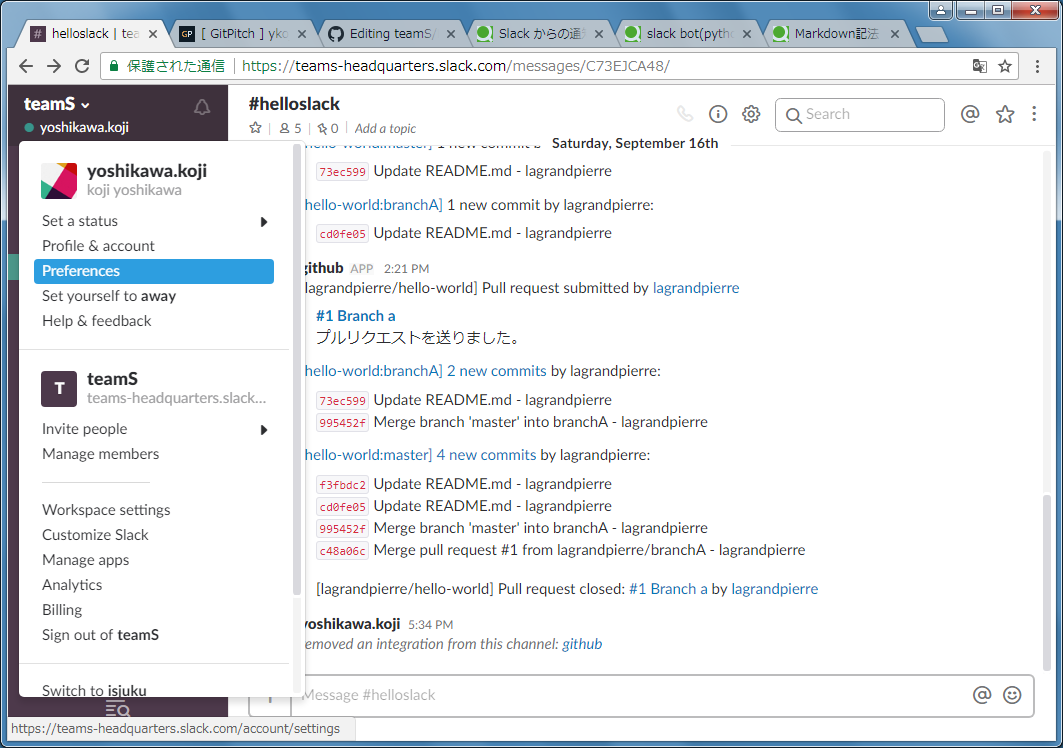 helloslack | tea
[ GitPitch ] yko
Editing teamS/
Slack からの通
slack bot(pytho
Markdown記法
保護された通信 | https://teams-headquarters.slack.com/messages/C73EJCA48/
teamS
yoshikawa.koji
#helloslack
5 | 0 | Add a topic
Search
yoshikawa.koji
koji yoshikawa
Set a status
Profile & account
Preferences
Set yourself to away
Help & feedback
T
teamS
teams-headquarters.slack...
Invite people
Manage members
Workspace settings
Customize Slack
Manage apps
Analytics
Billing
Sign out of teamS
Switch to isjuku
hello-world:master] 1 new commit b
Saturday, September 16th
73ec599 Update README.md - lagrandpierre
hello-world:branchA] 1 new commit by lagrandpierre:
cd0fe05 Update README.md - lagrandpierre
github APP 2:21 PM
lagrandpierre/hello-world] Pull request submitted by lagrandpierre
#1 Branch a
プルリクエストを送りました。
hello-world:branchA] 2 new commits by lagrandpierre:
73ec599 Update README.md - lagrandpierre
995452f Merge branch 'master' into branchA - lagrandpierre
hello-world:master] 4 new commits by lagrandpierre:
f3fbdc2 Update README.md - lagrandpierre
cd0fe05 Update README.md - lagrandpierre
995452f Merge branch 'master' into branchA - lagrandpierre
c48a06c Merge pull request #1 from lagrandpierre/branchA - lagrandpierre
[lagrandpierre/hello-world] Pull request closed: #1 Branch a by lagrandpierre
yoshikawa.koji 5:34 PM
emoved an integration from this channel: github
Message #helloslack
https://teams-headquarters.slack.com/account/settings